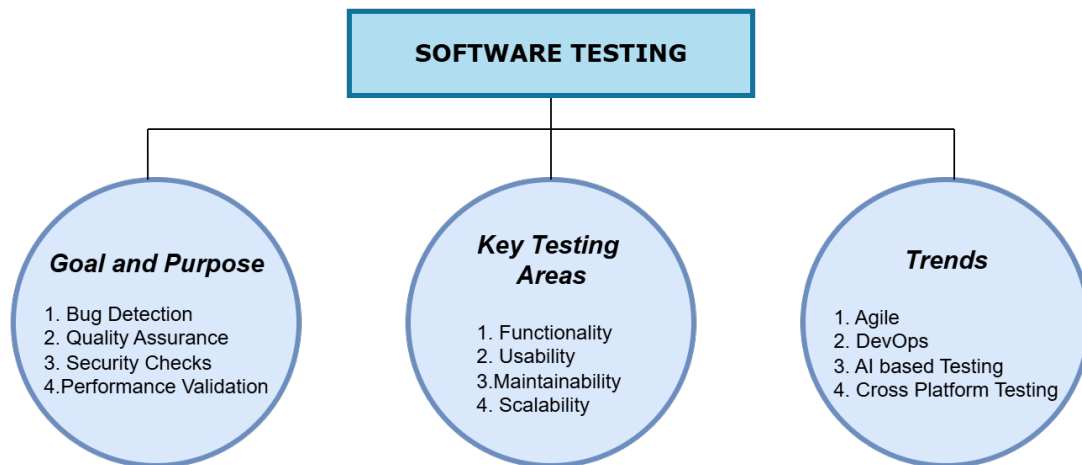 SOFTWARE TESTING
Goal and Purpose
1. Bug Detection
2. Quality Assurance
3. Security Checks
4.Performance Validation
Key Testing
Areas
1. Functionality
2. Usability
3.Maintainability
4. Scalability
Trends
1. Agile
2. DevOps
3. AI based Testing
4. Cross Platform Testing